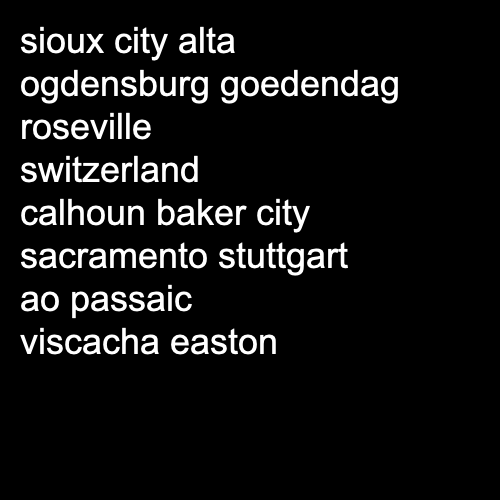 sioux city alta
ogdensburg goedendag
roseville
switzerland
calhoun baker city
sacramento stuttgart
ao passaic
viscacha easton